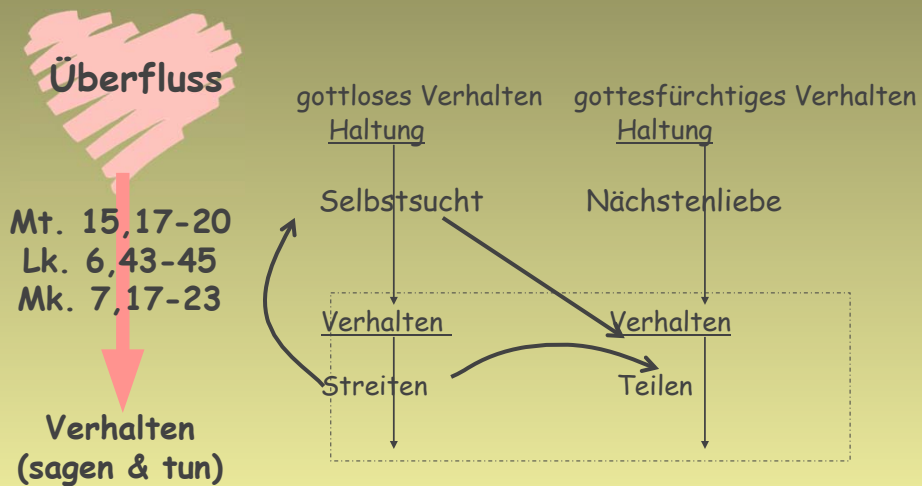 Überfluss
Mt. 15,17-20
Lk. 6,43-45
Mk. 7,17-23
Verhalten
(sagen & tun)
gottloses Verhalten
Haltung
Selbstsucht
Verhalten
Streiten
gottesfürchtiges Verhalten
Haltung
Nächstenliebe
Verhalten
Teilen